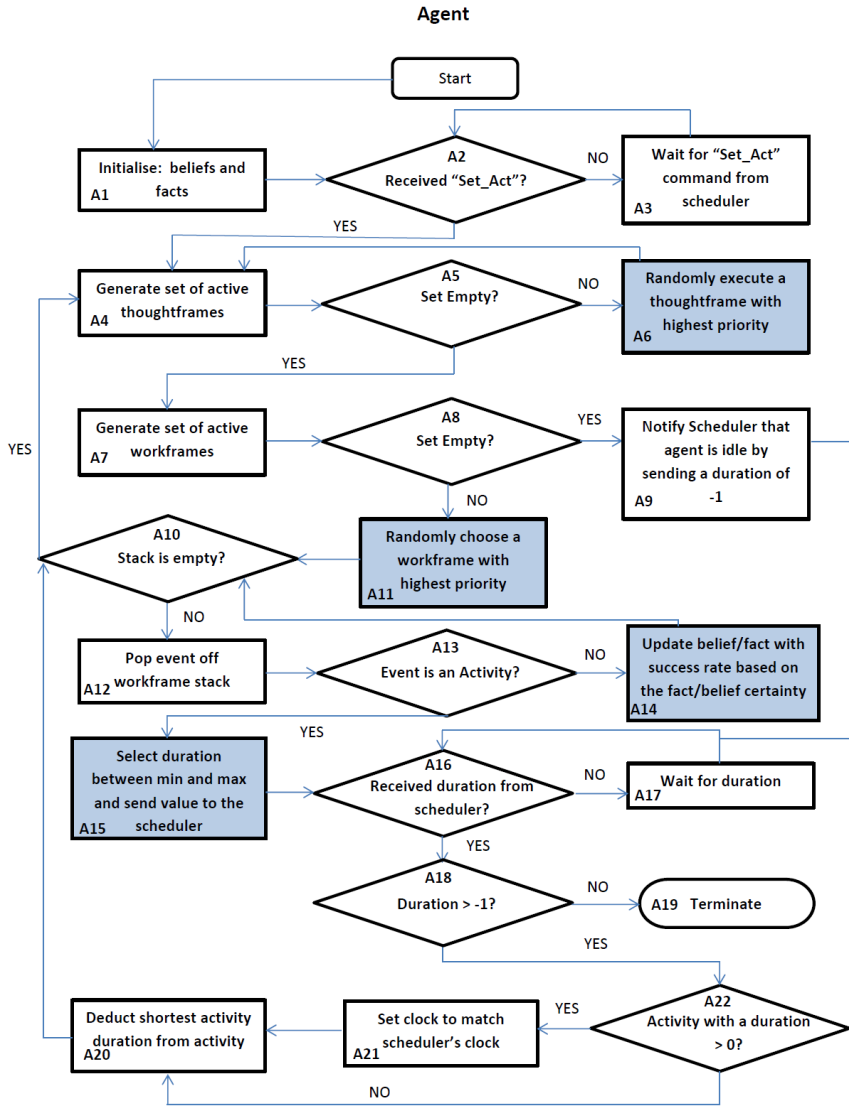 Agent
Start
A2
Received “Set_Act”?
NO
Wait for “Set_Act”
command from
scheduler
A3
Initialise: beliefs and
facts
A1
YES
Generate set of active
thoughtframes
A4
A5
Set Empty?
NO
Randomly execute a
thoughtframe with
highest priority
A6
YES
Generate set of active
workframes
A7
A8
Set Empty?
YES
Notify Scheduler that
agent is idle by
sending a duration of
-1
A9
YES
NO
A10
Stack is empty?
Randomly choose a
workframe with
highest priority
A11
NO
Pop event off
workframe stack
A12
A13
Event is an Activity?
NO
Update belief/fact with
success rate based on
the fact/belief certainty
A14
YES
Select duration
between min and max
and send value to the
scheduler
A15
A16
Received duration from
scheduler?
NO
Wait for duration
A17
YES
A18
Duration > -1?
NO
A19 Terminate
YES
A22
Activity with a duration
> 0?
YES
Set clock to match
scheduler’s clock
A21
Deduct shortest activity
duration from activity
A20
NO